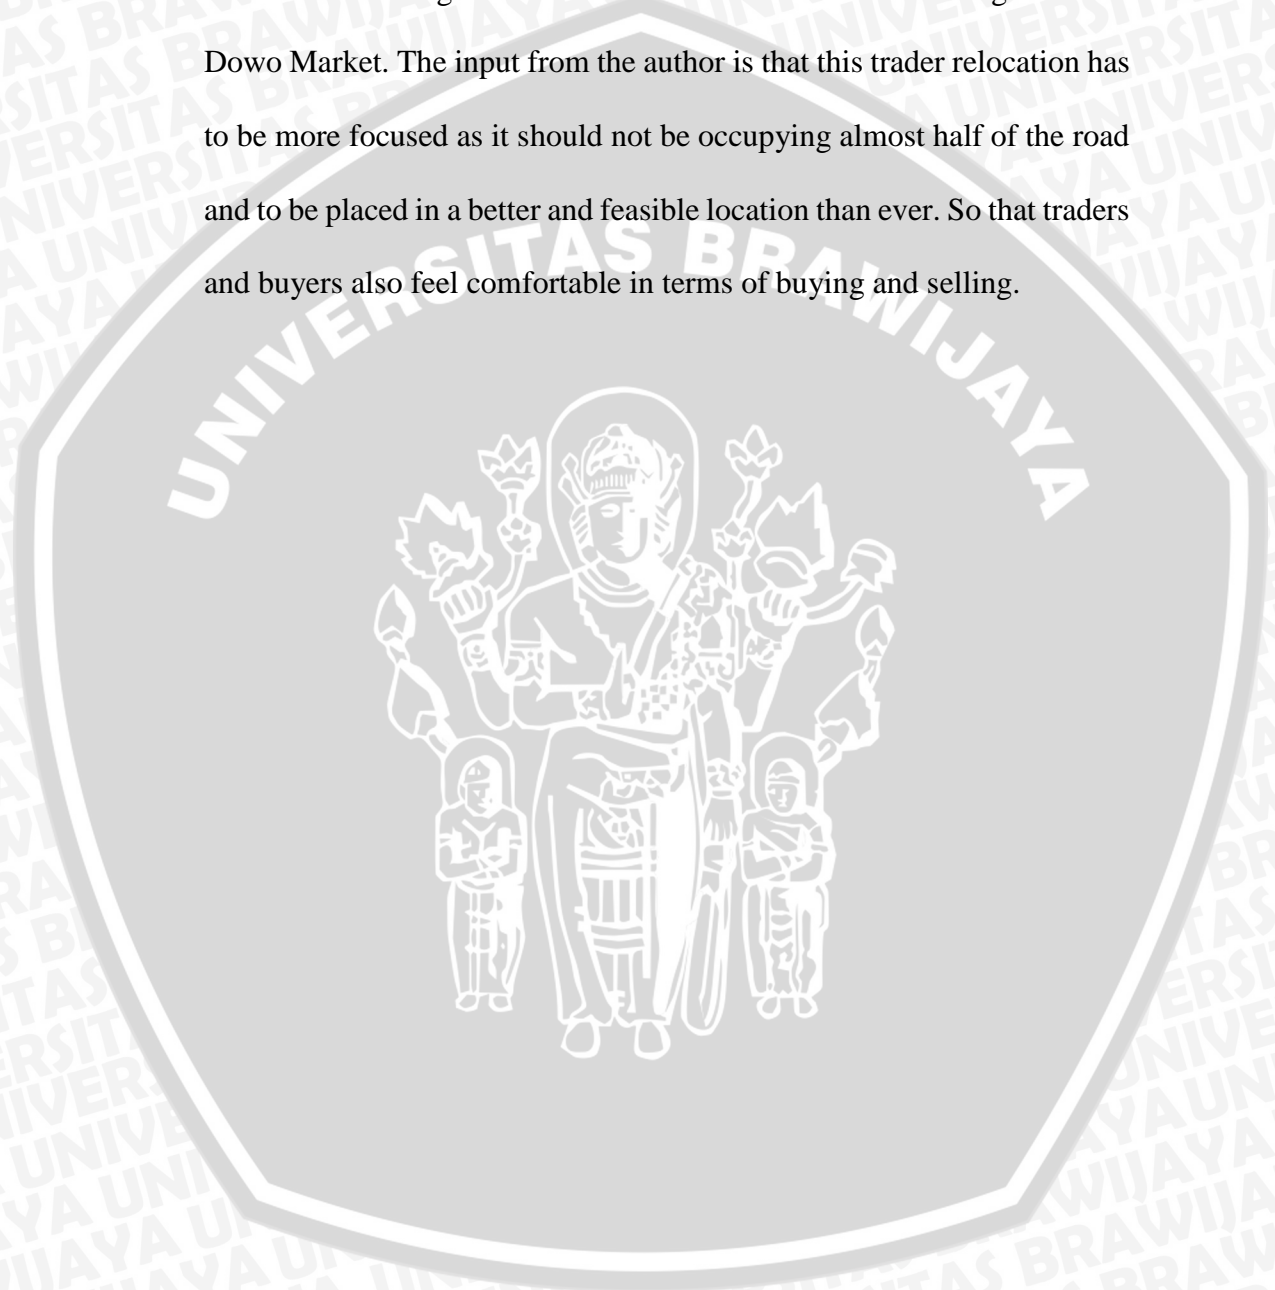 Dowo Market. The input from the author is that this trader relocation has
to be more focused as it should not be occupying almost half of the road
and to be placed in a better and feasible location than ever. So that traders
and buyers also feel comfortable in terms of buying and selling.
UNIVERSITAS BRAWIJAYA